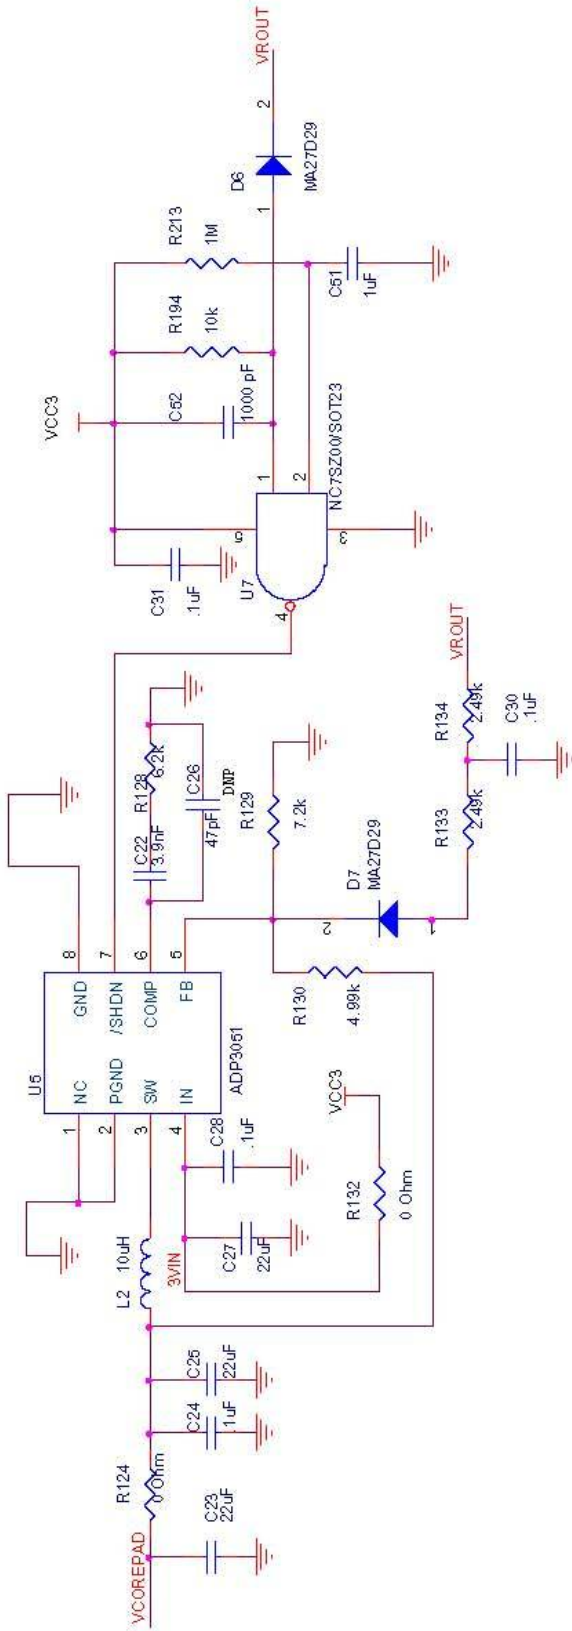 VCOREPAD
R124
0 Ohm
C23
22uF
C24
.1uF
C25
22uF
L2
10uH
3VIN
C27
22uF
C28
.1uF
R132
0 Ohm
VCC3
U5
1
NC
2
PGND
3
SW
4
IN
8
GND
7
/SHDN
6
COMP
5
FB
ADP3051
C22
3.9nF
R128
6.2k
C26
47pF
DNP
R129
7.2k
R130
4.99k
D7
MA27D29
2
1
R133
2.49k
R134
2.49k
C30
.1uF
VROUT
C31
.1uF
VCC3
U7
4
5
3
1
2
NC7SZ00/SOT23
C52
1000 pF
R194
10k
R213
1M
C51
1uF
D6
1
2
MA27D29
VROUT